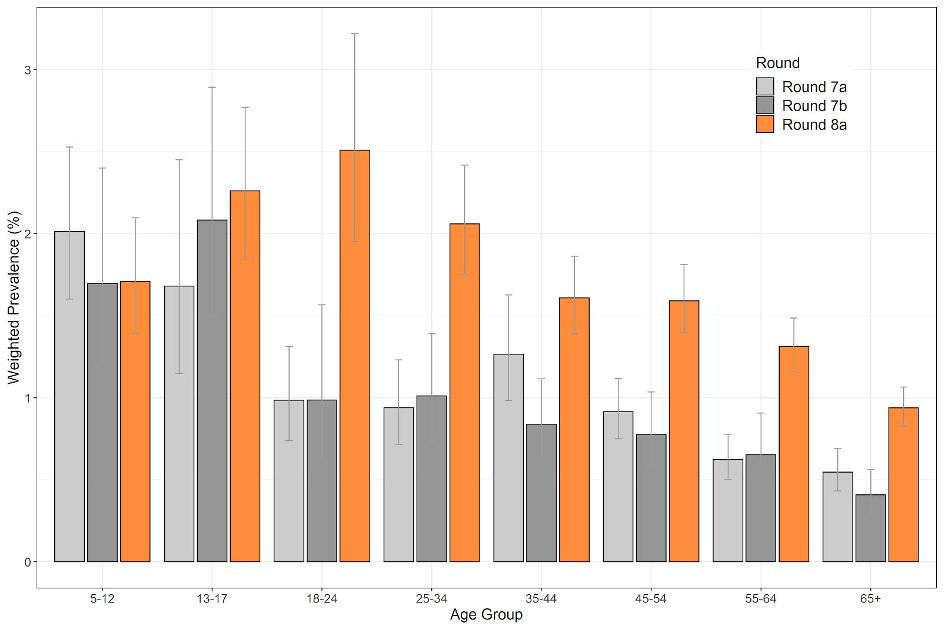 Round
Round 7a
Round 7b
Round 8a
3
2
1
0
Weighted Prevalence (%)
5-12 13-17 18-24 25-34 35-44 45-54 55-64 65+
Age Group